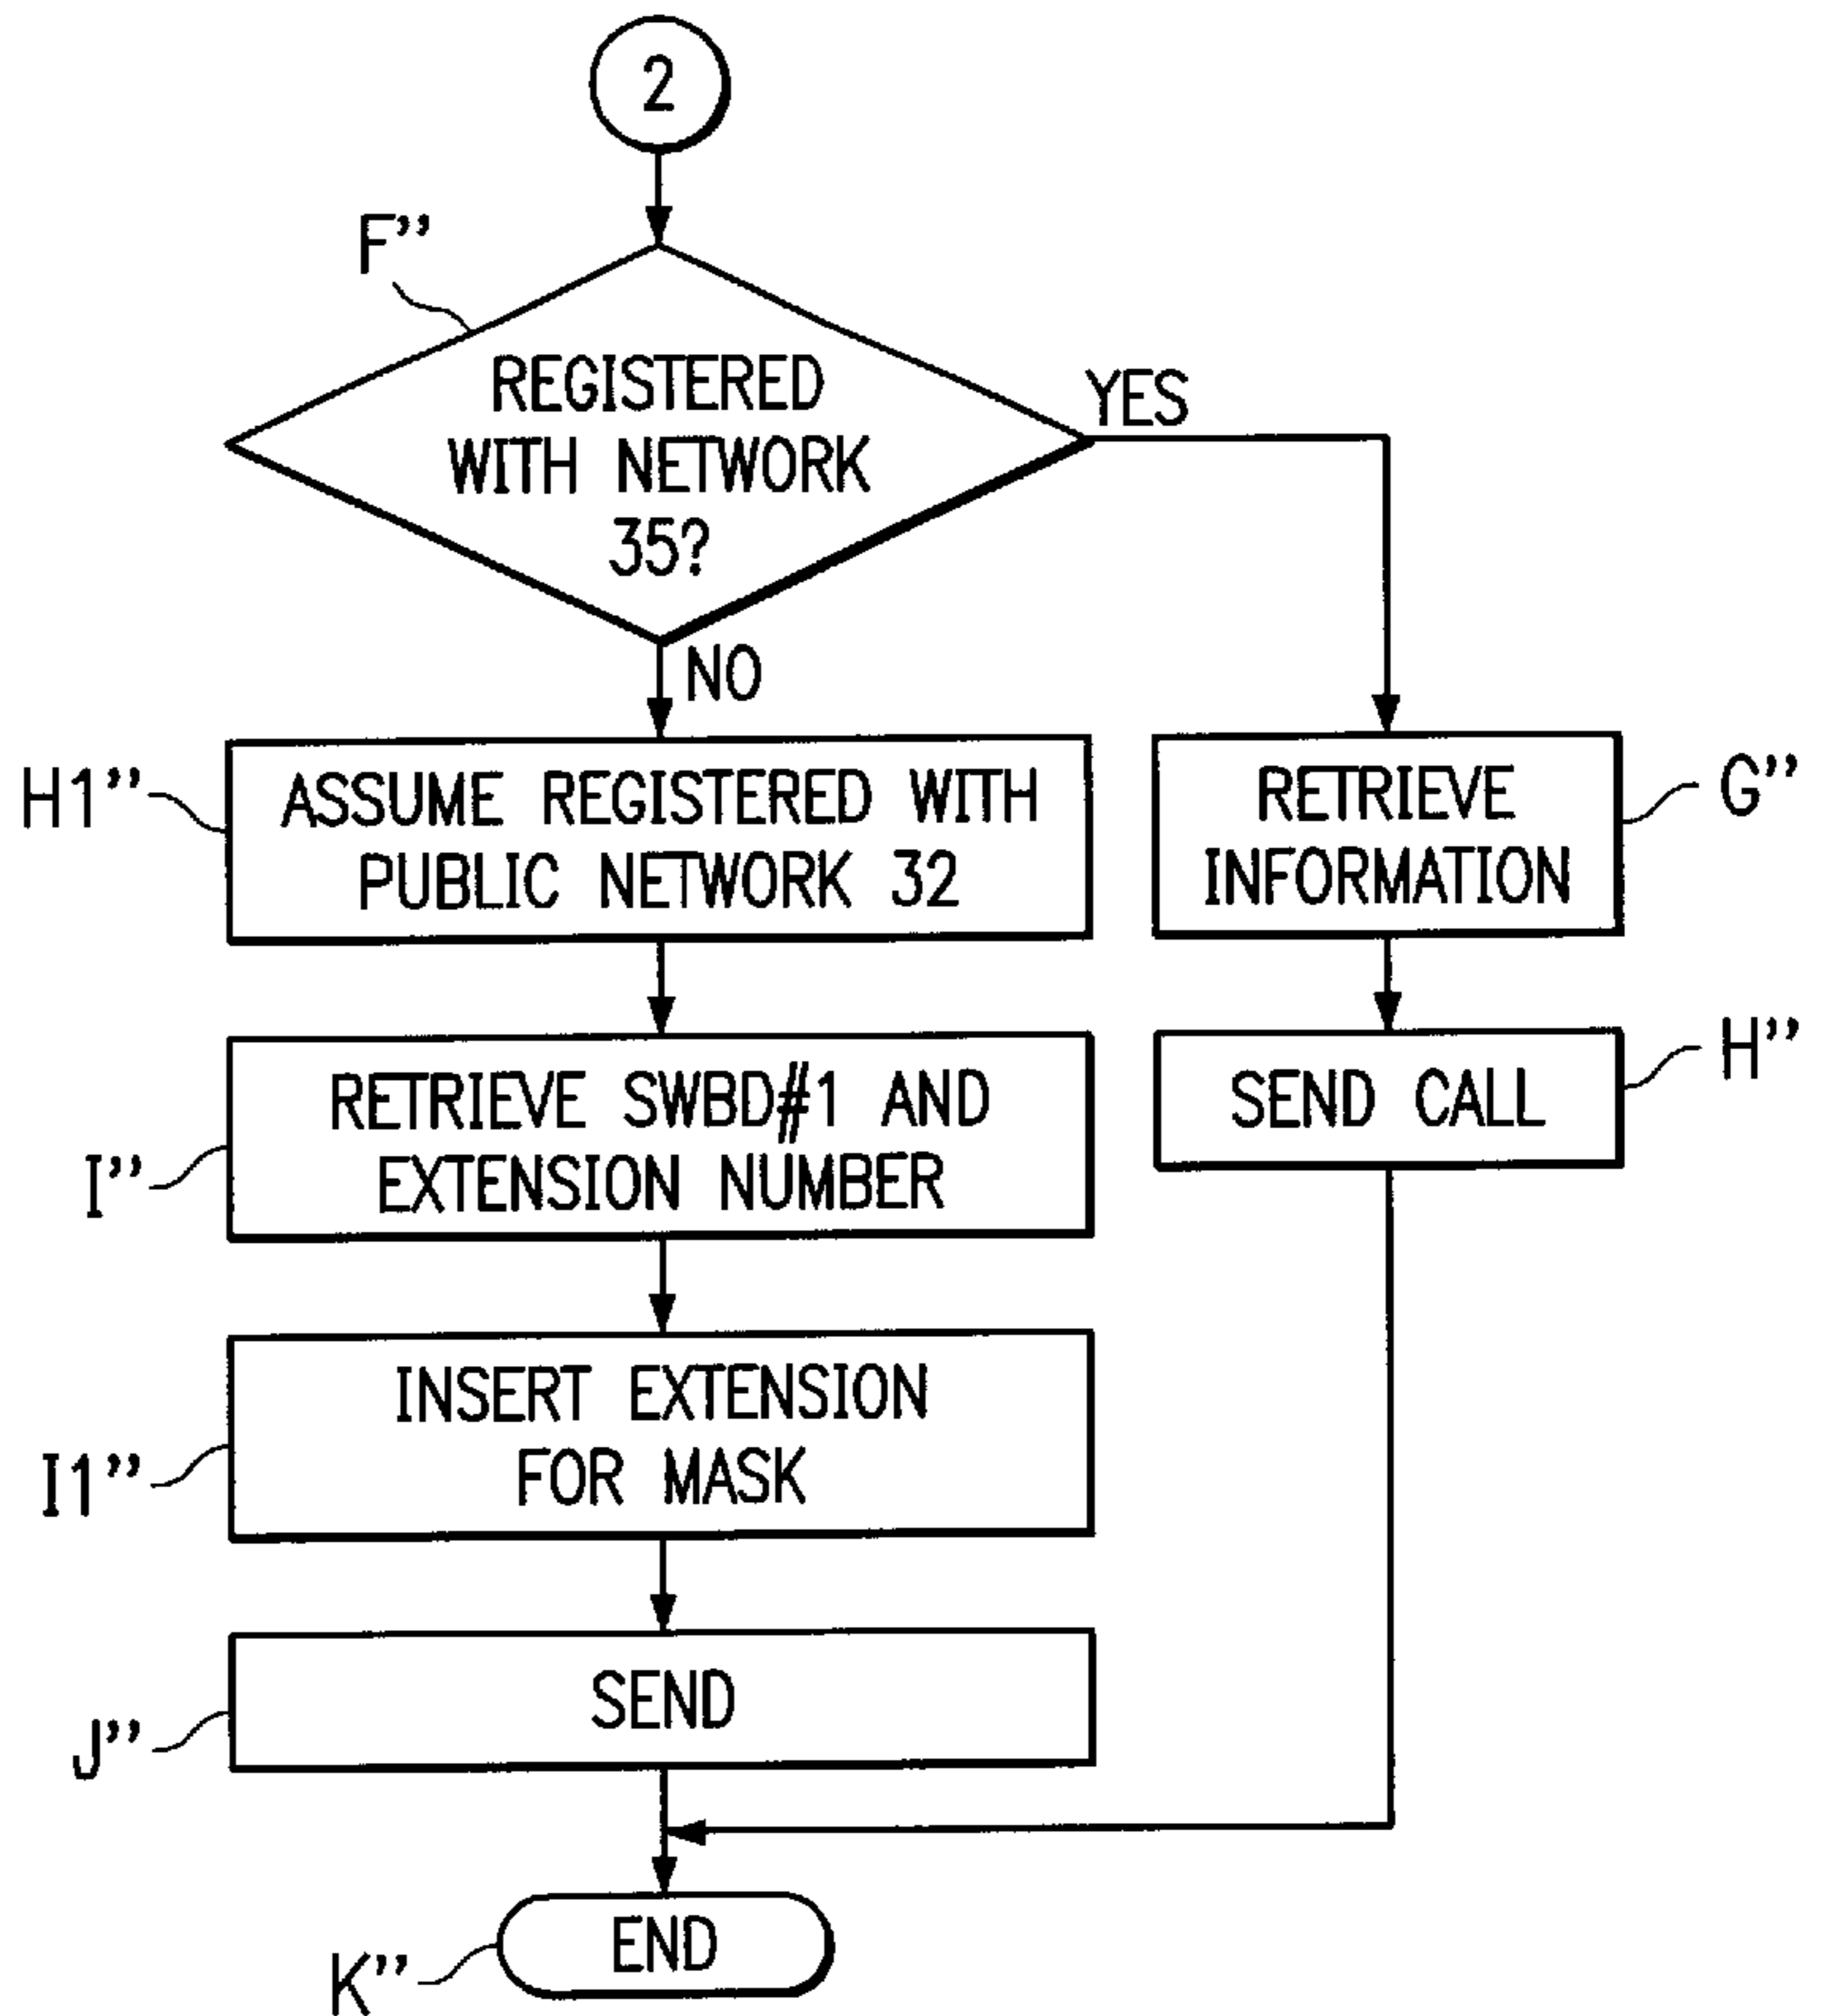 2
F”
REGISTERED
WITH NETWORK
35?
YES
NO
H1”
ASSUME REGISTERED WITH
PUBLIC NETWORK 32
RETRIEVE
INFORMATION
G”
I”
RETRIEVE SWBD#1 AND
EXTENSION NUMBER
SEND CALL
H”
I1”
INSERT EXTENSION
FOR MASK
J”
SEND
K”
END